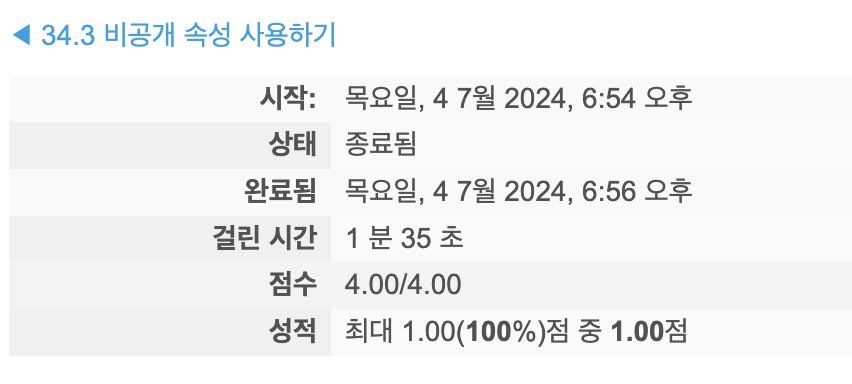 ◀ 34.3 비공개 속성 사용하기
시작: 목요일, 4 7월 2024, 6:54 오후
상태 종료됨
완료됨 목요일, 4 7월 2024, 6:56 오후
걸린 시간 1 분 35 초
점수 4.00/4.00
성적 최대 1.00(100%)점 중 1.00점